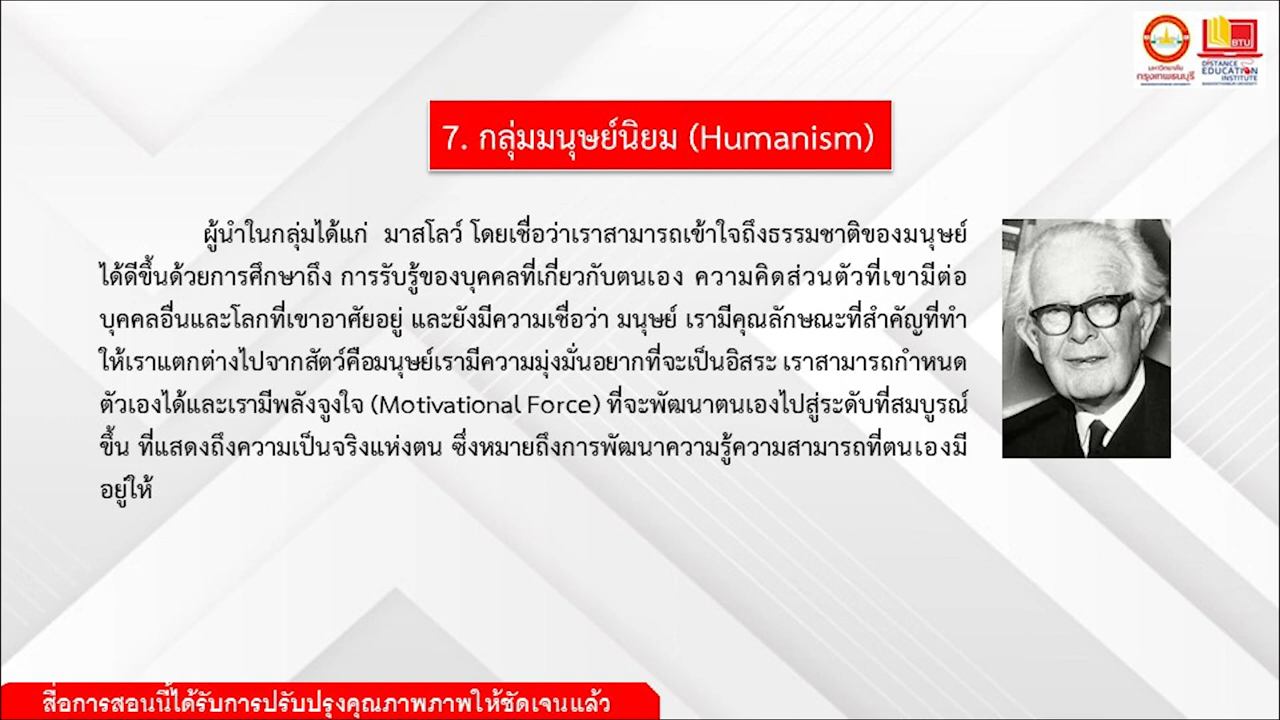 มหาวิทยาลัย
กรุงเทพธนบุรี
BTU
DISTANCE
EDUCATION
INSTITUTE
7. กลุ่มมนุษย์นิยม (Humanism)
ผู้นำในกลุ่มได้แก่ มาสโลว์ โดยเชื่อว่าเราสามารถเข้าใจถึงธรรมชาติของมนุษย์
ได้ดีขึ้นด้วยการศึกษาถึง การรับรู้ของบุคคลที่เกี่ยวกับตนเอง ความคิดส่วนตัวที่เขามีต่อ
บุคคลอื่นและโลกที่เขาอาศัยอยู่ และยังมีความเชื่อว่า มนุษย์ เรามีคุณลักษณะที่สำคัญที่ทำ
ให้เราแตกต่างไปจากสัตว์คือมนุษย์เรามีความมุ่งมั่นอยากที่จะเป็นอิสระ เราสามารถกำหนด
ตัวเองได้และเรามีพลังจูงใจ (Motivational Force) ที่จะพัฒนาตนเองไปสู่ระดับที่สมบูรณ์
ขึ้น ที่แสดงถึงความเป็นจริงแห่งตน ซึ่งหมายถึงการพัฒนาความรู้ความสามารถที่ตนเองมี
อยู่ให้
สื่อการสอนนี้ได้รับการปรับปรุงคุณภาพภาพให้ชัดเจนแล้ว